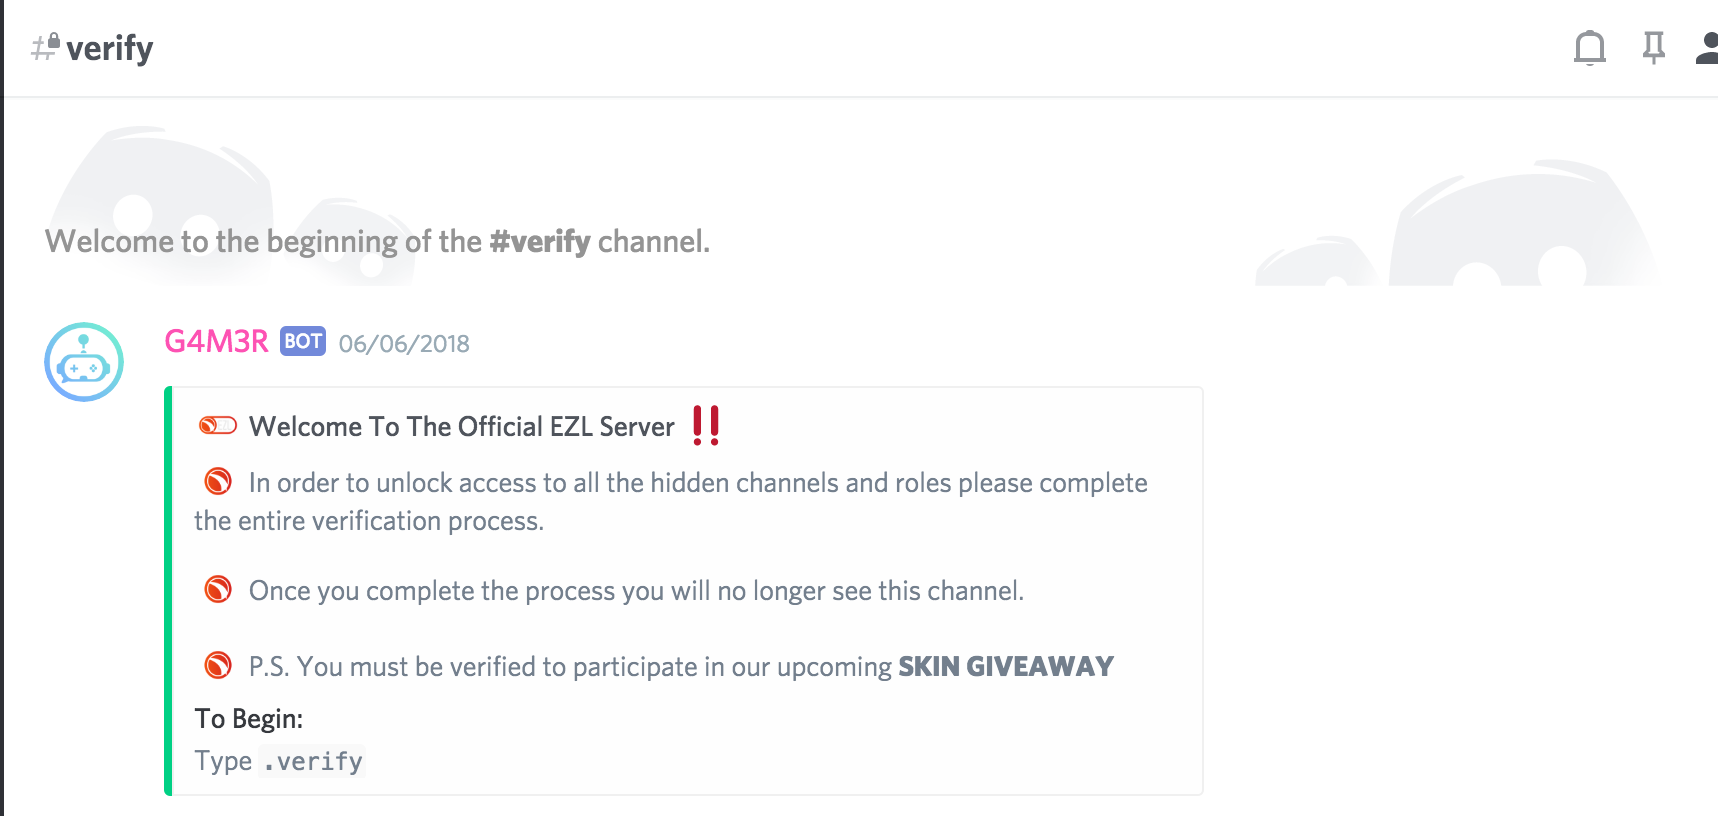 # verify
Welcome to the beginning of the #verify channel.
G4M3R BOT 06/06/2018
Welcome To The Official EZL Server ‼
In order to unlock access to all the hidden channels and roles please complete
the entire verification process.
Once you complete the process you will no longer see this channel.
P.S. You must be verified to participate in our upcoming SKIN GIVEAWAY
To Begin:
Type .verify